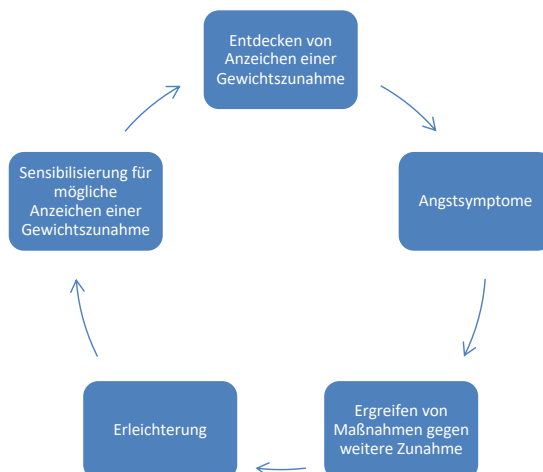 Entdecken von
Anzeichen einer
Gewichtszunahme
Angstsymptome
Ergreifen von
Maßnahmen gegen
weitere Zunahme
Erleichterung
Sensibilisierung für
mögliche
Anzeichen einer
Gewichtszunahme